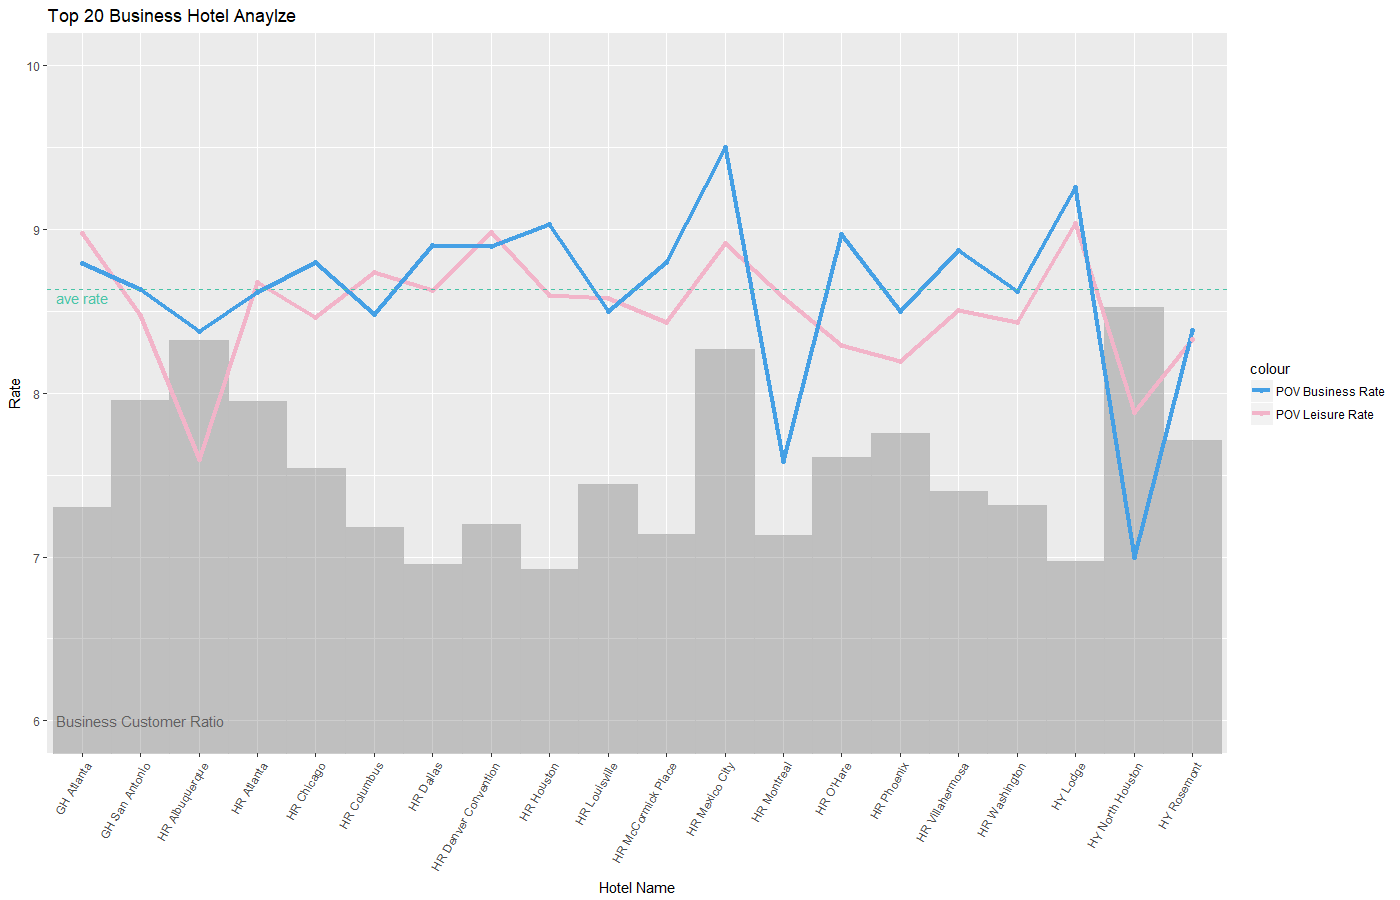 Top 20 Business Hotel Anaylze
10
9
8
7
6
Rate
ave rate
Business Customer Ratio
GH Atlanta
GH San Antonio
HR Albuquerque
HR Atlanta
HR Chicago
HR Columbus
HR Dallas
HR Denver Convention
HR Houston
HR Louisville
HR McCormick Place
HR Mexico City
HR Montreal
HR O'Hare
HR Phoenix
HR Villahermosa
HR Washington
HY Lodge
HY North Houston
HY Rosemont
Hotel Name
colour
POV Business Rate
POV Leisure Rate